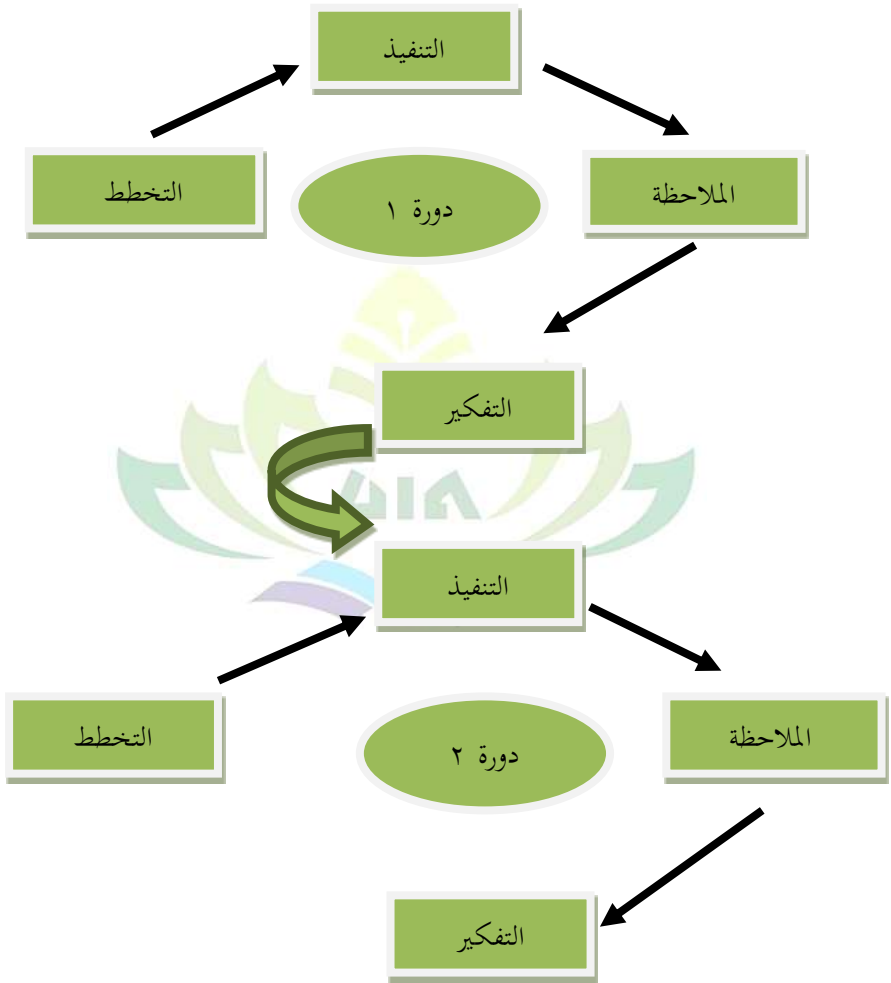 التنفيذ
التخطط
دورة ١
الملاحظة
التفكير
التنفيذ
التخطط
دورة ٢
الملاحظة
التفكير